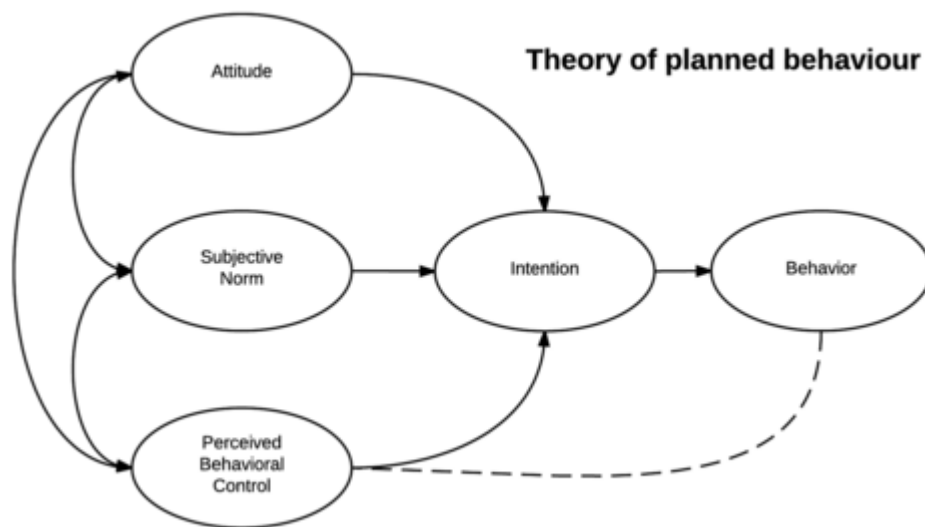 Theory of planned behaviour
Attitude
Subjective
Norm
Intention
Behavior
Perceived
Behavioral
Control